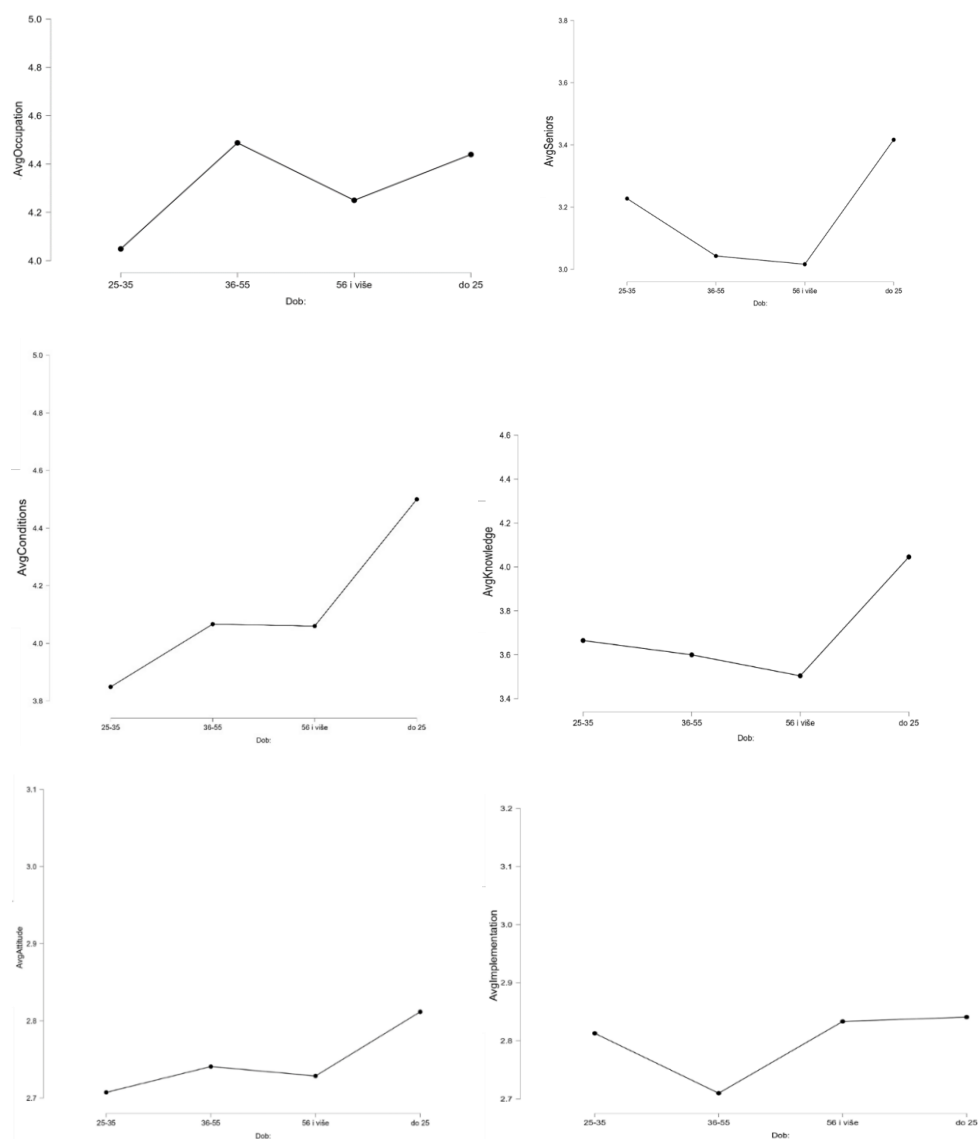 AvgOccupation
5.0
4.8
4.6
4.4
4.2
4.0
25-35 36-55 56 i više do 25
Dob:
AvgSeniors
3.8
3.6
3.4
3.2
3.0
25-35 36-55 56 i više do 25
Dob:
AvgConditions
5.0
4.8
4.6
4.4
4.2
4.0
3.8
25-35 36-55 56 i više do 25
Dob:
AvgKnowledge
4.6
4.4
4.2
4.0
3.8
3.6
3.4
25-35 36-55 56 i više do 25
Dob:
AvgAttitude
3.1
3.0
2.9
2.8
2.7
25-35 36-55 56 i više do 25
Dob:
AvgImplementation
3.2
3.1
3.0
2.9
2.8
2.7
25-35 36-55 56 i više do 25
Dob: